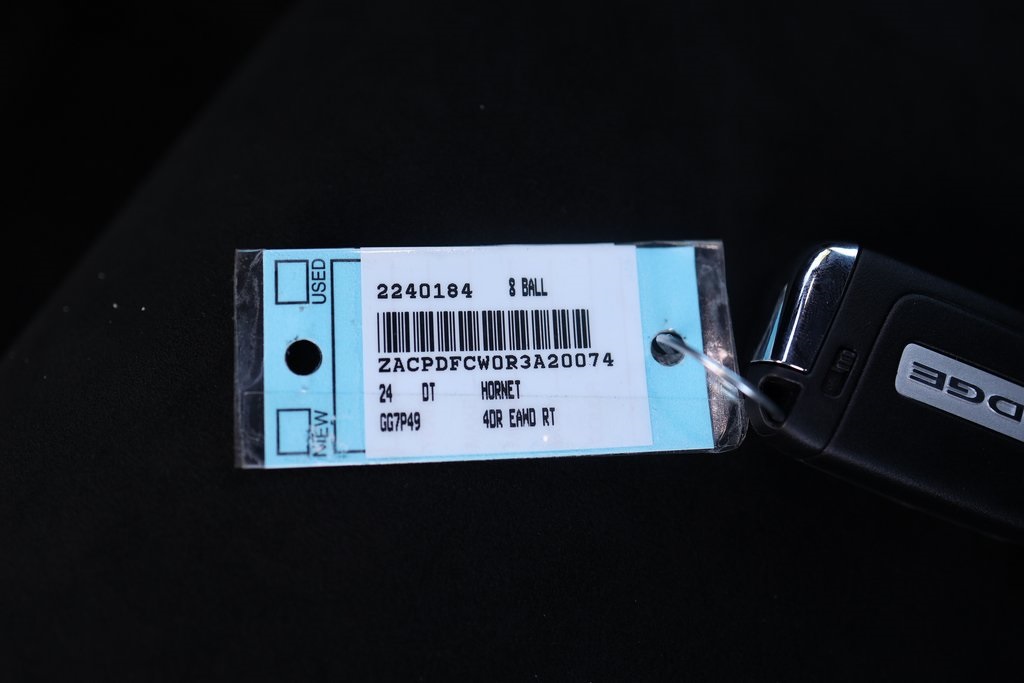 USED
NEW
2240184 8 BALL
ZACPDFCW0R3A20074
24 DT HORNET
GG7P49 4DR EAWD RT
DGE